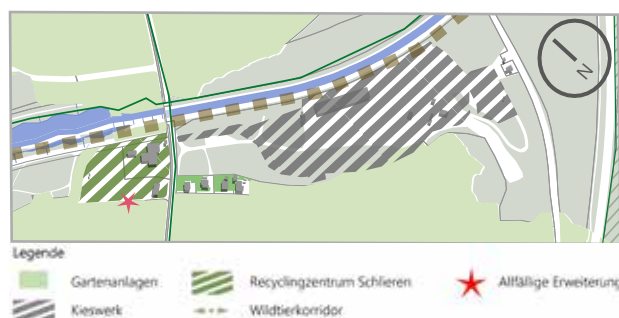 N
Legende
Gartenanlagen Recyclingzentrum Schlieren Allfällige Erweiterung
Kieswerk Wildtierkorridor